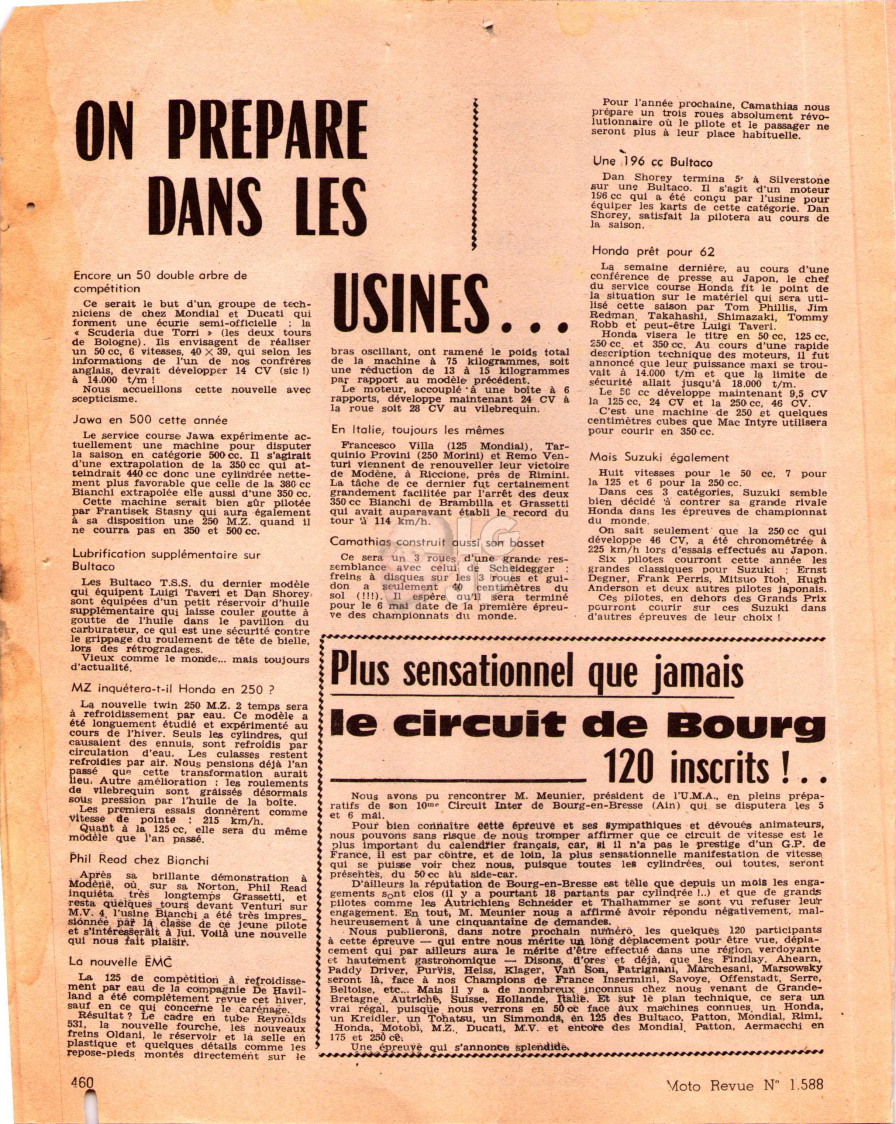 ON PREPARE
DANS LES
USINES...
Encore un 50 double arbre de
compétition
Ce serait le but d'un groupe de tech-
niciens de chez Mondial et Ducati qui
forment une écurie semi-officielle : la
« Scuderia due Torri » (les deux tours
de Bologne). Ils envisagent de réaliser
un 50 cc, 6 vitesses, 40 × 39, qui selon les
informations de l'un de nos confrères
anglais, devrait développer 14 CV (sic !)
à 14.000 t/m !
Nous accueillons cette nouvelle avec
scepticisme.
Jawa en 500 cette année
Le service course Jawa expérimente ac-
tuellement une machine pour disputer
la saison en catégorie 500 cc. Il s'agirait
d'une extrapolation de la 350 cc qui at-
teindrait 440 cc donc une cylindrée nette-
ment plus favorable que celle de la 380 cc
Bianchi extrapolée elle aussi d'une 350 cc.
Cette machine serait bien sûr pilotée
par Frantisek Stasny qui aura également
à sa disposition une 250 M.Z. quand il
ne courra pas en 350 et 500 cc.
Lubrification supplémentaire sur
Bultaco
Les Bultaco T.S.S. du dernier modèle
qui équipent Luigi Taveri et Dan Shorey
sont équipées d'un petit réservoir d'huile
supplémentaire qui laisse couler goutte à
goutte de l'huile dans le pavillon du
carburateur, ce qui est une sécurité contre
le grippage du roulement de tête de bielle,
lors des rétrogradages.
Vieux comme le monde... mais toujours
d'actualité.
MZ inquétera-t-il Honda en 250 ?
La nouvelle twin 250 M.Z. 2 temps sera
à refroidissement par eau. Ce modèle a
été longuement étudié et expérimenté au
cours de l'hiver. Seuls les cylindres, qui
causaient des ennuis, sont refroidis par
circulation d'eau. Les culasses restent
refroidies par air. Nous pensions déjà l'an
passé que cette transformation aurait
lieu. Autre amélioration : les roulements
de vilebrequin sont graissés désormais
sous pression par l'huile de la boîte.
Les premiers essais donnèrent comme
vitesse de pointe : 215 km/h.
Quant à la 125 cc, elle sera du même
modèle que l'an passé.
Phil Read chez Bianchi
Après sa brillante démonstration à
Modène, où, sur sa Norton, Phil Read
inquiéta très longtemps Grassetti, et
resta quelques tours devant Venturi sur
M.V. 4, l'usine Bianchi a été très impres-
sionnée par la classe de ce jeune pilote
et s'intéresserait à lui. Voilà une nouvelle
qui nous fait plaisir.
La nouvelle EMC
La 125 de compétition à refroidisse-
ment par eau de la compagnie De Havil-
land a été complètement revue cet hiver,
sauf en ce qui concerne le carénage.
Résultat ? Le cadre en tube Reynolds
531, la nouvelle fourche, les nouveaux
freins Oldani, le réservoir et la selle en
plastique et quelques détails comme les
repose-pieds montés directement sur le
bras oscillant, ont ramené le poids total
de la machine à 75 kilogrammes, soit
une réduction de 13 à 15 kilogrammes
par rapport au modèle précédent.
Le moteur, accouplé à une boîte à 6
rapports, développe maintenant 24 CV à
la roue soit 28 CV au vilebrequin.
En Italie, toujours les mêmes
Francesco Villa (125 Mondial), Tar-
quinio Provini (250 Morini) et Remo Ven-
turi viennent de renouveler leur victoire
de Modène, à Riccione, près de Rimini.
La tâche de ce dernier fut certainement
grandement facilitée par l'arrêt des deux
350 cc Bianchi de Brambilla et Grassetti
qui avait auparavant établi le record du
tour à 114 km/h.
Camathias construit aussi son basset
Ce sera un 3 roues d'une grande res-
semblance avec celui de Scheidegger :
freins à disques sur les 3 roues et gui-
don à seulement 40 centimètres du
sol (!!!). Il espère qu'il sera terminé
pour le 6 mai date de la première épreu-
ve des championnats du monde.
Pour l'année prochaine, Camathias nous
prépare un trois roues absolument révo-
lutionnaire où le pilote et le passager ne
seront plus à leur place habituelle.
Une 196 cc Bultaco
Dan Shorey termina 5e à Silverstone
sur une Bultaco. Il s'agit d'un moteur
196 cc qui a été conçu par l'usine pour
équiper les karts de cette catégorie. Dan
Shorey, satisfait la pilotera au cours de
la saison.
Honda prêt pour 62
La semaine dernière, au cours d'une
conférence de presse au Japon, le chef
du service course Honda fit le point de
la situation sur le matériel qui sera uti-
lisé cette saison par Tom Phillis, Jim
Redman, Takahashi, Shimazaki, Tommy
Robb et peut-être Luigi Taveri.
Honda visera le titre en 50 cc, 125 cc,
250 cc et 350 cc. Au cours d'une rapide
description technique des moteurs, il fut
annoncé que leur puissance maxi se trou-
vait à 14.000 t/m et que la limite de
sécurité allait jusqu'à 18.000 t/m.
Le 50 cc développe maintenant 9,5 CV
la 125 cc, 24 CV et la 250 cc, 46 CV.
C'est une machine de 250 et quelques
centimètres cubes que Mac Intyre utilisera
pour courir en 350 cc.
Mais Suzuki également
Huit vitesses pour le 50 cc, 7 pour
la 125 et 6 pour la 250 cc.
Dans ces 3 catégories, Suzuki semble
bien décidé à contrer sa grande rivale
Honda dans les épreuves de championnat
du monde.
On sait seulement que la 250 cc qui
développe 46 CV, a été chronométrée à
225 km/h lors d'essais effectués au Japon.
Six pilotes courront cette année les
grandes classiques pour Suzuki : Ernst
Degner, Frank Perris, Mitsuo Itoh, Hugh
Anderson et deux autres pilotes japonais.
Ces pilotes, en dehors des Grands Prix
pourront courir sur ces Suzuki dans
d'autres épreuves de leur choix !
Plus sensationnel que jamais
le circuit de Bourg
120 inscrits !..
Nous avons pu rencontrer M. Meunier, président de l'U.M.A., en pleins prépa-
ratifs de son 10me Circuit Inter de Bourg-en-Bresse (Ain) qui se disputera les 5
et 6 mai.
Pour bien connaître cette épreuve et ses sympathiques et dévoués animateurs,
nous pouvons sans risque de nous tromper affirmer que ce circuit de vitesse est le
plus important du calendrier français, car, si il n'a pas le prestige d'un G.P. de
France, il est par contre, et de loin, la plus sensationnelle manifestation de vitesse
qui se puisse voir chez nous, puisque toutes les cylindrées, oui toutes, seront
présentes, du 50 cc au side-car.
D'ailleurs la réputation de Bourg-en-Bresse est telle que depuis un mois les enga-
gements sont clos (il y a pourtant 18 partants par cylindrée !..) et que de grands
pilotes comme les Autrichiens Schneider et Thalhammer se sont vu refuser leur
engagement. En tout, M. Meunier nous a affirmé avoir répondu négativement, mal-
heureusement à une cinquantaine de demandes.
Nous publierons, dans notre prochain numéro, les quelques 120 participants
à cette épreuve — qui entre nous mérite un long déplacement pour être vue, dépla-
cement qui par ailleurs aura le mérite d'être effectué dans une région verdoyante
et hautement gastronomique — Disons, d'ores et déjà, que les Findlay, Ahearn,
Paddy Driver, Purvis, Heiss, Klager, Van Son, Patrignani, Marchesani, Marsowsky
seront là, face à nos Champions de France Insermini, Savoye, Offenstadt, Serre,
Beltoise, etc... Mais il y a de nombreux inconnus chez nous venant de Grande-
Bretagne, Autriche, Suisse, Hollande, Italie. Et sur le plan technique, ce sera un
vrai régal, puisque nous verrons en 50 cc face aux machines connues, un Honda,
un Kreidler, un Tohatsu, un Simmonds, en 125 des Bultaco, Patton, Mondial, Rimi,
Honda, Motobi, M.Z., Ducati, M.V. et encore des Mondial, Patton, Aermacchi en
175 et 250 cc.
Une épreuve qui s'annonce splendide.
460
Moto Revue N° 1.588